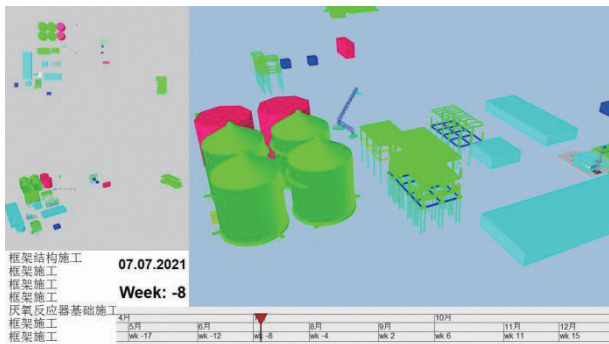 框架结构施工
框架施工
框架施工
框架施工
厌氧反应器基础施工
框架施工
框架施工
07.07.2021
Week: -8
4月 10月
5月 6月 8月 9月 11月 12月
wk -17 wk -12 wk -8 wk -4 wk 2 wk 6 wk 11 wk 15